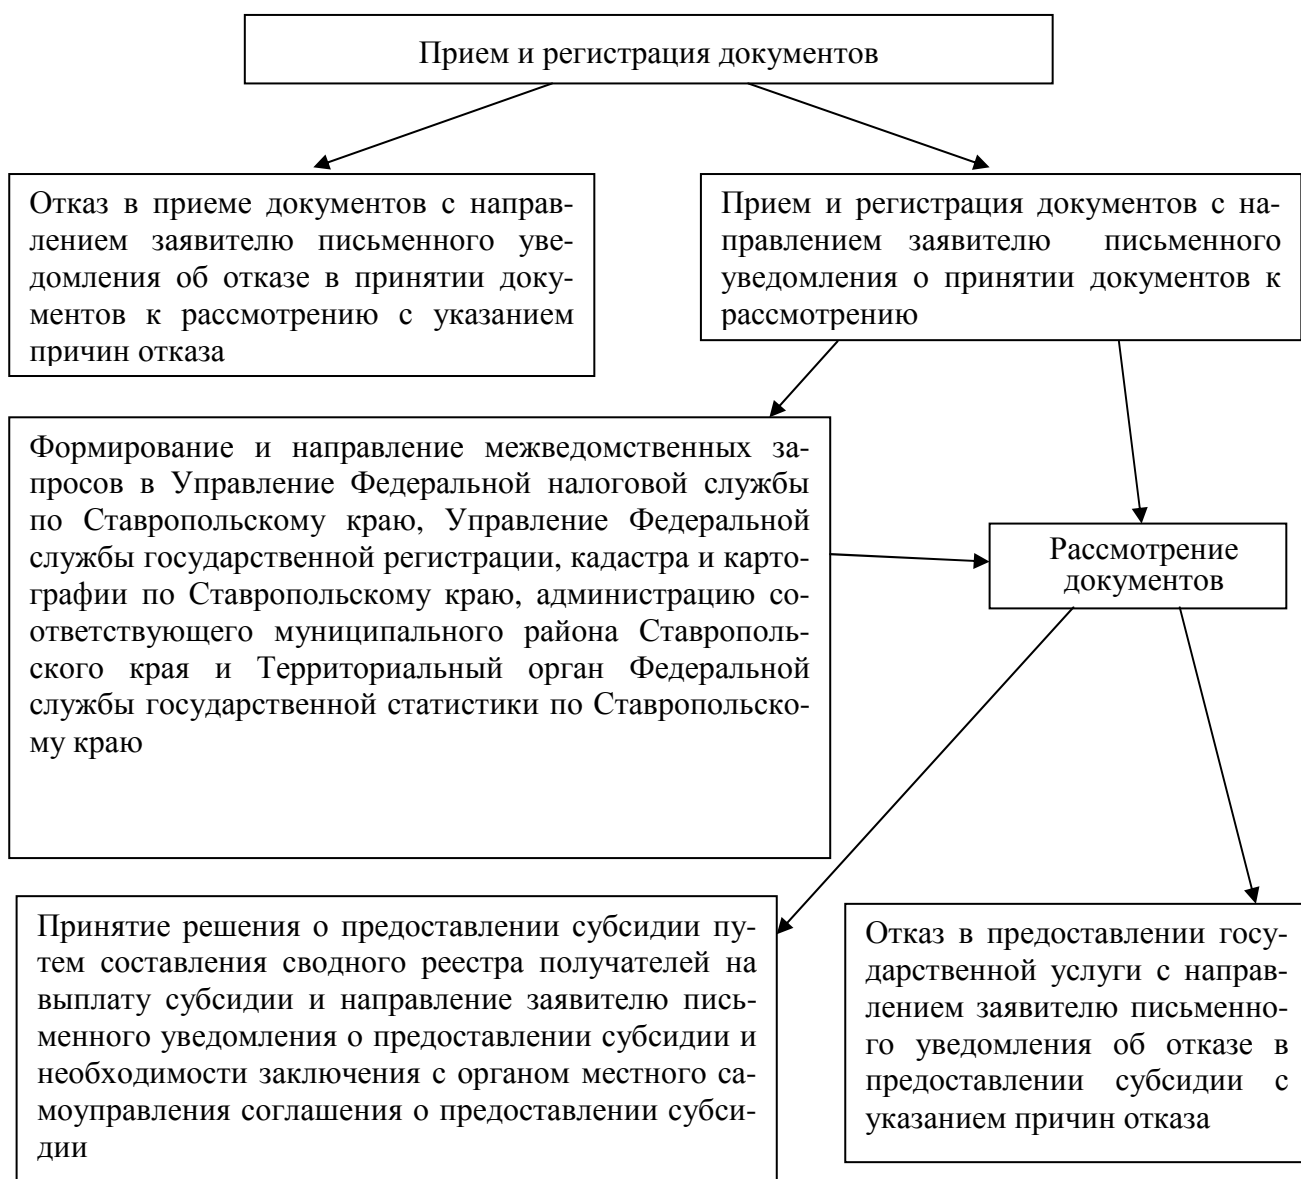 Прием и регистрация документов
Отказ в приеме документов с направ-
лением заявителю письменного уве-
домления об отказе в принятии доку-
ментов к рассмотрению с указанием
причин отказа
Прием и регистрация документов с на-
правлением заявителю письменного
уведомления о принятии документов к
рассмотрению
Формирование и направление межведомственных за-
просов в Управление Федеральной налоговой службы
по Ставропольскому краю, Управление Федеральной
службы государственной регистрации, кадастра и карто-
графии по Ставропольскому краю, администрацию со-
ответствующего муниципального района Ставрополь-
ского края и Территориальный орган Федеральной
службы государственной статистики по Ставропольско-
му краю
Рассмотрение
документов
Принятие решения о предоставлении субсидии пу-
тем составления сводного реестра получателей на
выплату субсидии и направление заявителю пись-
менного уведомления о предоставлении субсидии и
необходимости заключения с органом местного са-
моуправления соглашения о предоставлении субси-
дии
Отказ в предоставлении госу-
дарственной услуги с направ-
лением заявителю письменно-
го уведомления об отказе в
предоставлении субсидии с
указанием причин отказа